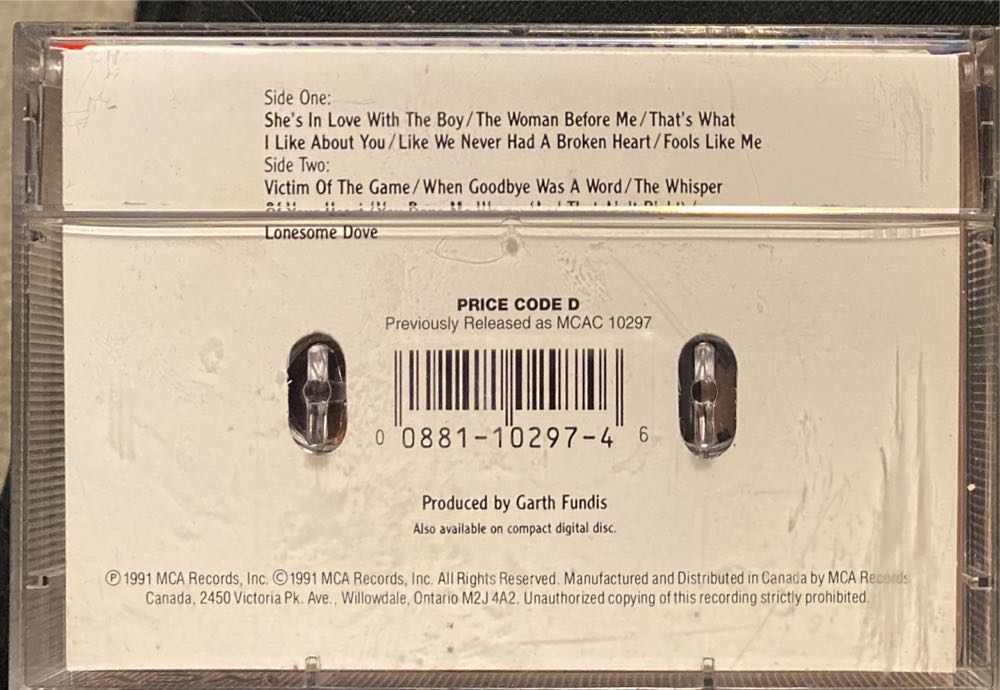 Side One:
She's In Love With The Boy/The Woman Before Me/That's What
I Like About You/Like We Never Had A Broken Heart/Fools Like Me
Side Two:
Victim Of The Game/When Goodbye Was A Word/The Whisper
Lonesome Dove
PRICE CODE D
Previously Released as MCAC 10297
0 0881-10297-4 6
Produced by Garth Fundis
Also available on compact digital disc.
Ⓟ1991 MCA Records, Inc. ©1991 MCA Records, Inc. All Rights Reserved. Manufactured and Distributed in Canada by MCA Records
Canada, 2450 Victoria Pk. Ave., Willowdale, Ontario M2J 4A2. Unauthorized copying of this recording strictly prohibited.